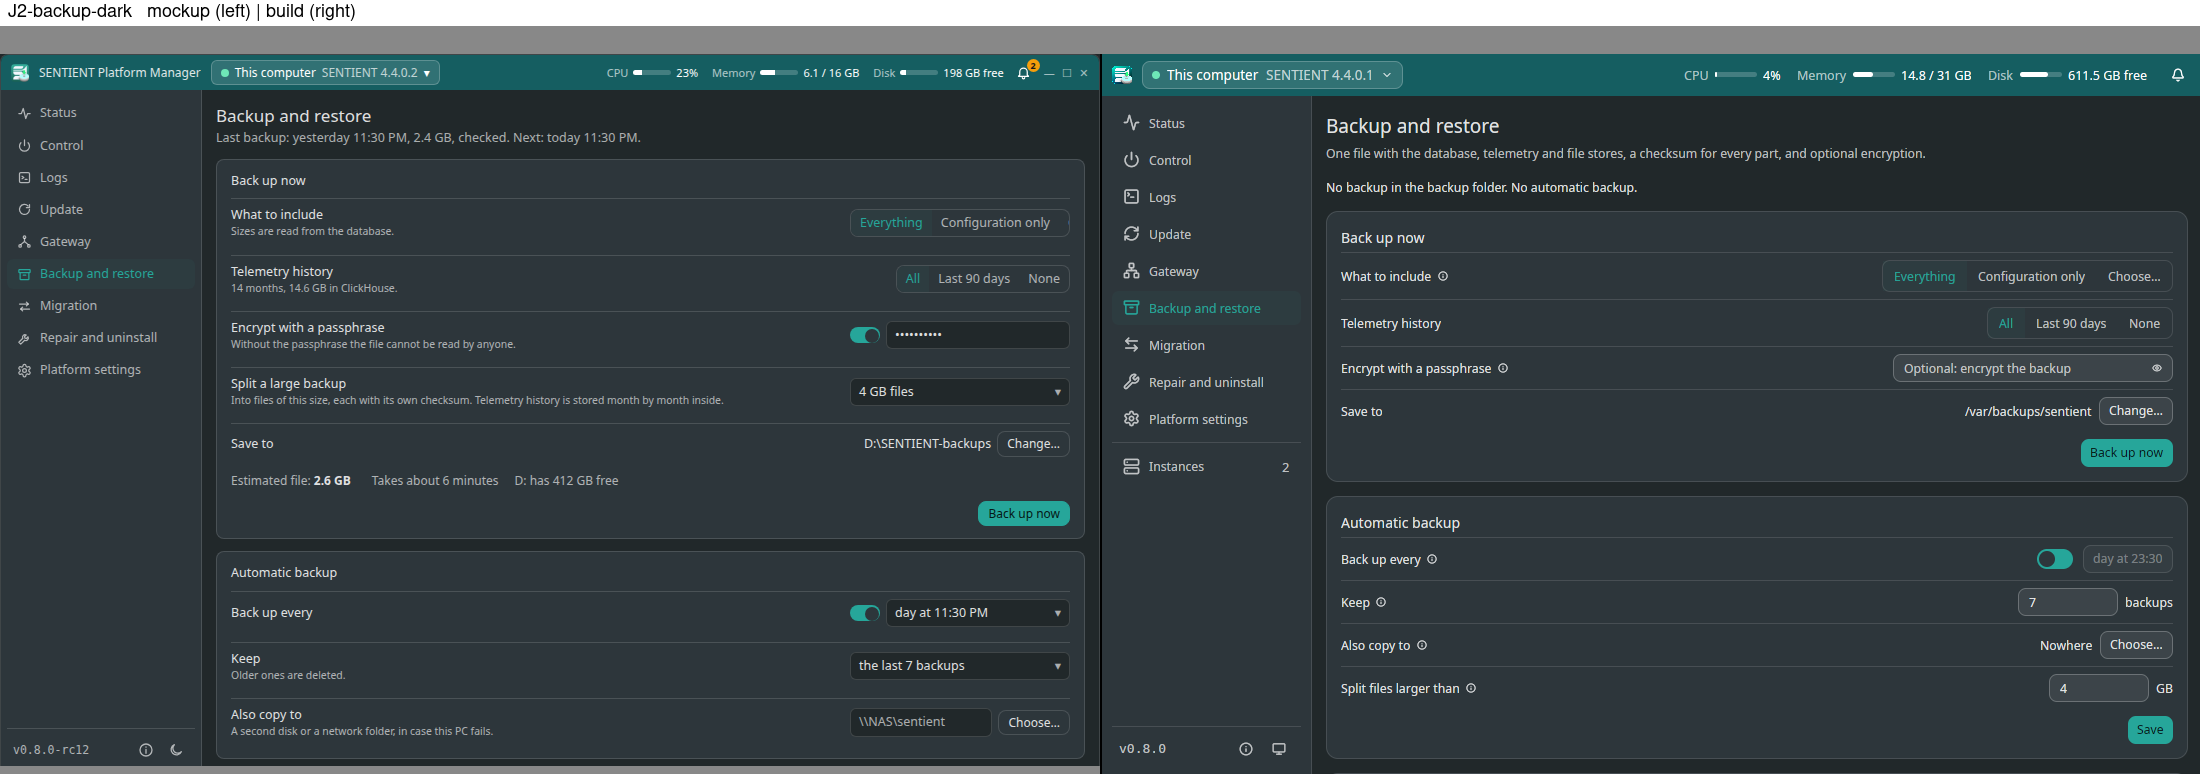 J2-backup-dark mockup (left) | build (right)
SENTIENT Platform Manager
This computer SENTIENT 4.4.0.2
CPU 23% Memory 6.1 / 16 GB Disk 198 GB free
2
Status
Control
Logs
Update
Gateway
Backup and restore
Migration
Repair and uninstall
Platform settings
v0.8.0-rc12
Backup and restore
Last backup: yesterday 11:30 PM, 2.4 GB, checked. Next: today 11:30 PM.
Back up now
What to include
Sizes are read from the database.
Everything Configuration only
Telemetry history
14 months, 14.6 GB in ClickHouse.
All Last 90 days None
Encrypt with a passphrase
Without the passphrase the file cannot be read by anyone.
••••••••••
Split a large backup
Into files of this size, each with its own checksum. Telemetry history is stored month by month inside.
4 GB files
Save to
D:\SENTIENT-backups Change...
Estimated file: 2.6 GB Takes about 6 minutes D: has 412 GB free
Back up now
Automatic backup
Back up every
day at 11:30 PM
Keep
Older ones are deleted.
the last 7 backups
Also copy to
A second disk or a network folder, in case this PC fails.
\\NAS\sentient Choose...
This computer SENTIENT 4.4.0.1
CPU 4% Memory 14.8 / 31 GB Disk 611.5 GB free
Status
Control
Logs
Update
Gateway
Backup and restore
Migration
Repair and uninstall
Platform settings
Instances 2
v0.8.0
Backup and restore
One file with the database, telemetry and file stores, a checksum for every part, and optional encryption.
No backup in the backup folder. No automatic backup.
Back up now
What to include
Everything Configuration only Choose...
Telemetry history
All Last 90 days None
Encrypt with a passphrase
Optional: encrypt the backup
Save to
/var/backups/sentient Change...
Back up now
Automatic backup
Back up every
day at 23:30
Keep
7 backups
Also copy to
Nowhere Choose...
Split files larger than
4 GB
Save